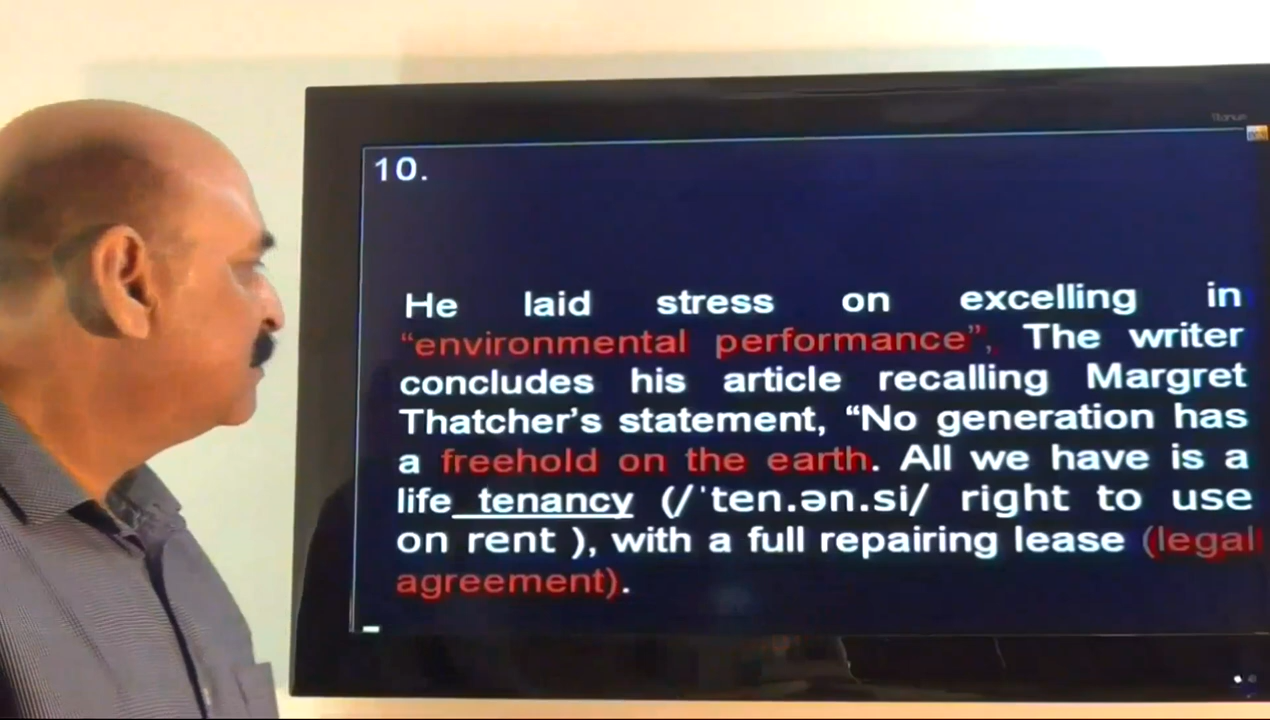 10.
He laid stress on excelling in
“environmental performance”, The writer
concludes his article recalling Margret
Thatcher’s statement, “No generation has
a freehold on the earth. All we have is a
life tenancy (/ˈten.ən.si/ right to use
on rent ), with a full repairing lease (legal
agreement).